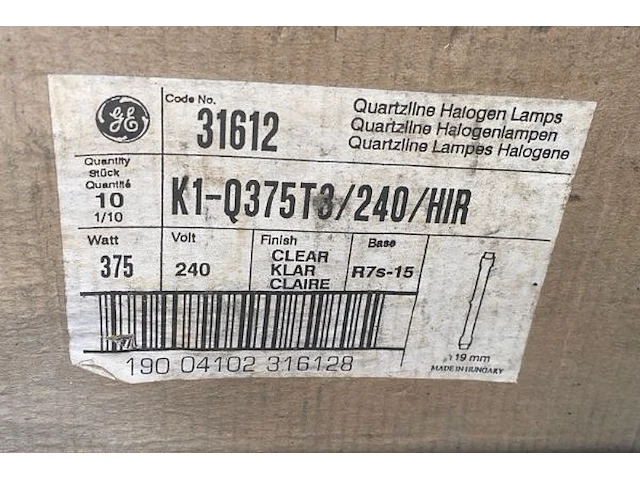 GE
Code No.
31612
Quartzline Halogen Lamps
Quartzline Halogenlampen
Quartzline Lampes Halogene
Quantity
Stück
Quantité
10
1/10
K1-Q375T3/240/HIR
Watt
375
Volt
240
Finish
CLEAR
KLAR
CLAIRE
Base
R7s-15
19 mm
MADE IN HUNGARY
190 04102 316128